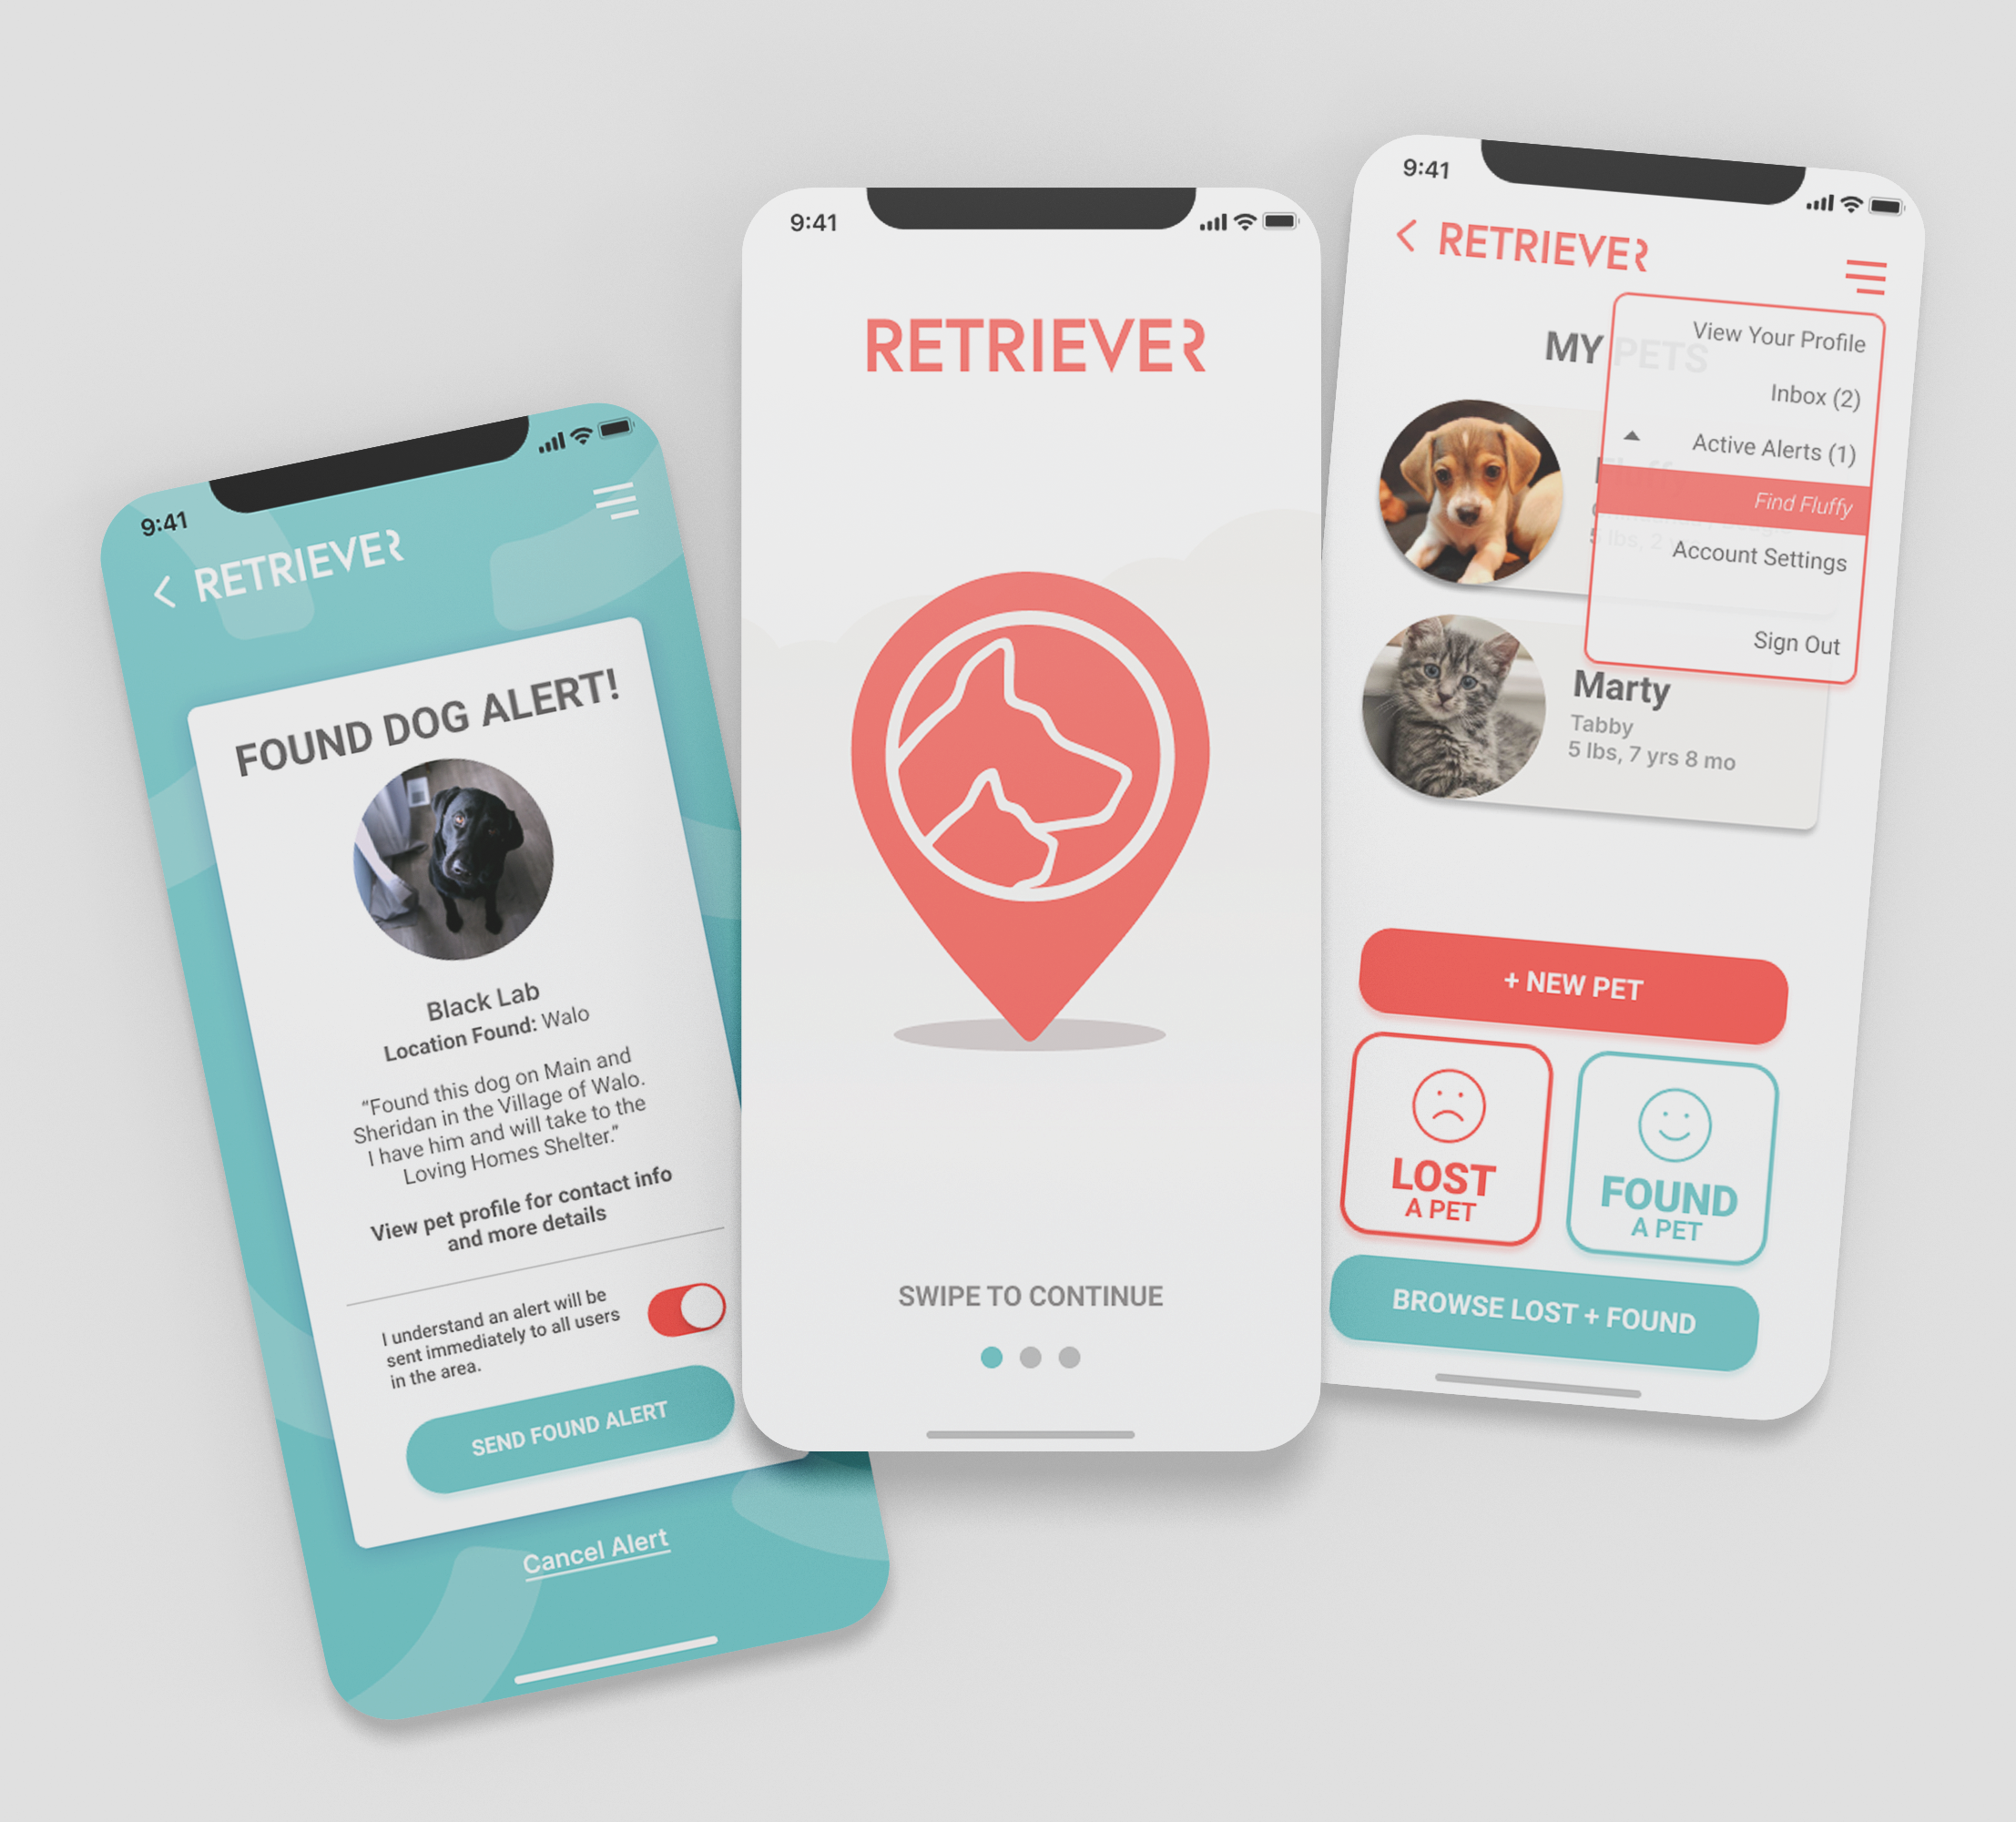 9:41
RETRIEVER
FOUND DOG ALERT!
Black Lab
Location Found: Walo
“Found this dog on Main and
Sheridan in the Village of Walo.
I have him and will take to the
Loving Homes Shelter.”
View pet profile for contact info
and more details
I understand an alert will be
sent immediately to all users
in the area.
SEND FOUND ALERT
Cancel Alert
9:41
RETRIEVER
SWIPE TO CONTINUE
9:41
RETRIEVER
MY PETS
View Your Profile
Inbox (2)
Active Alerts (1)
Find Fluffy
Account Settings
Sign Out
Fluffy
5 lbs, 2
Marty
Tabby
5 lbs, 7 yrs 8 mo
+ NEW PET
LOST
A PET
FOUND
A PET
BROWSE LOST + FOUND